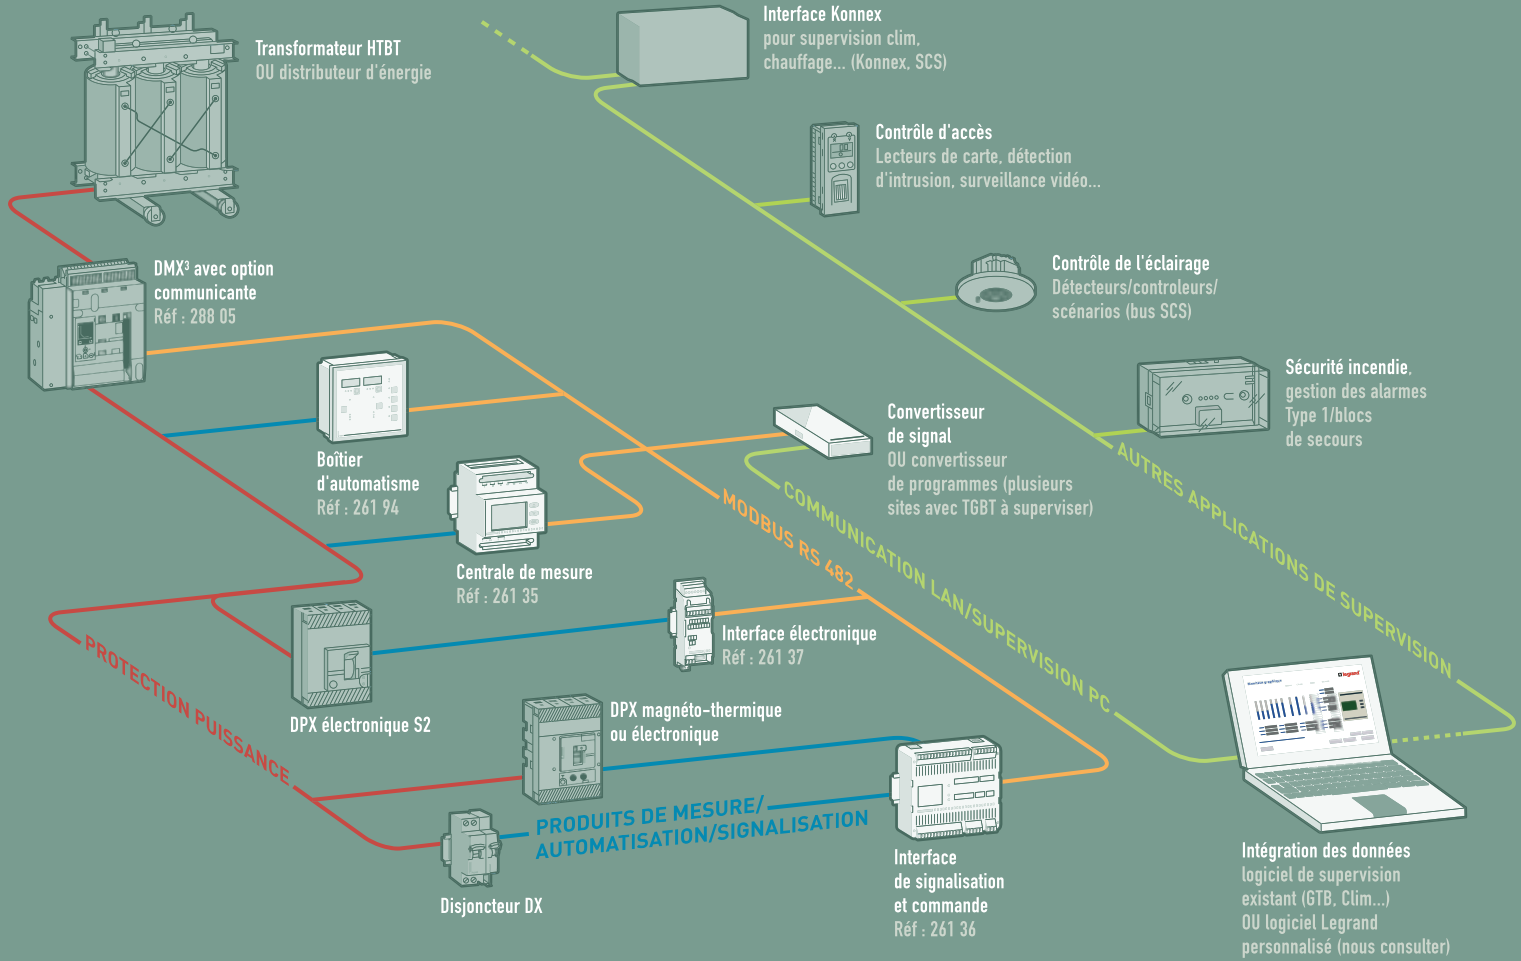 Transformateur HTBT
OU distributeur d'énergie
Interface Konnex
pour supervision clim,
chauffage... (Konnex, SCS)
Contrôle d'accès
Lecteurs de carte, détection
d'intrusion, surveillance vidéo...
DMX³ avec option
communicante
Réf : 288 05
Contrôle de l'éclairage
Détecteurs/controleurs/
scénarios (bus SCS)
Sécurité incendie,
gestion des alarmes
Type 1/blocs
de secours
Boîtier
d'automatisme
Réf : 261 94
Convertisseur
de signal
OU convertisseur
de programmes (plusieurs
sites avec TGBT à superviser)
Centrale de mesure
Réf : 261 35
MODBUS RS 482
COMMUNICATION LAN/SUPERVISION PC
AUTRES APPLICATIONS DE SUPERVISION
Interface électronique
Réf : 261 37
PROTECTION PUISSANCE
DPX électronique S2
DPX magnéto-thermique
ou électronique
legrand
PRODUITS DE MESURE/
AUTOMATISATION/SIGNALISATION
Disjoncteur DX
Interface
de signalisation
et commande
Réf : 261 36
Intégration des données
logiciel de supervision
existant (GTB, Clim...)
OU logiciel Legrand
personnalisé (nous consulter)